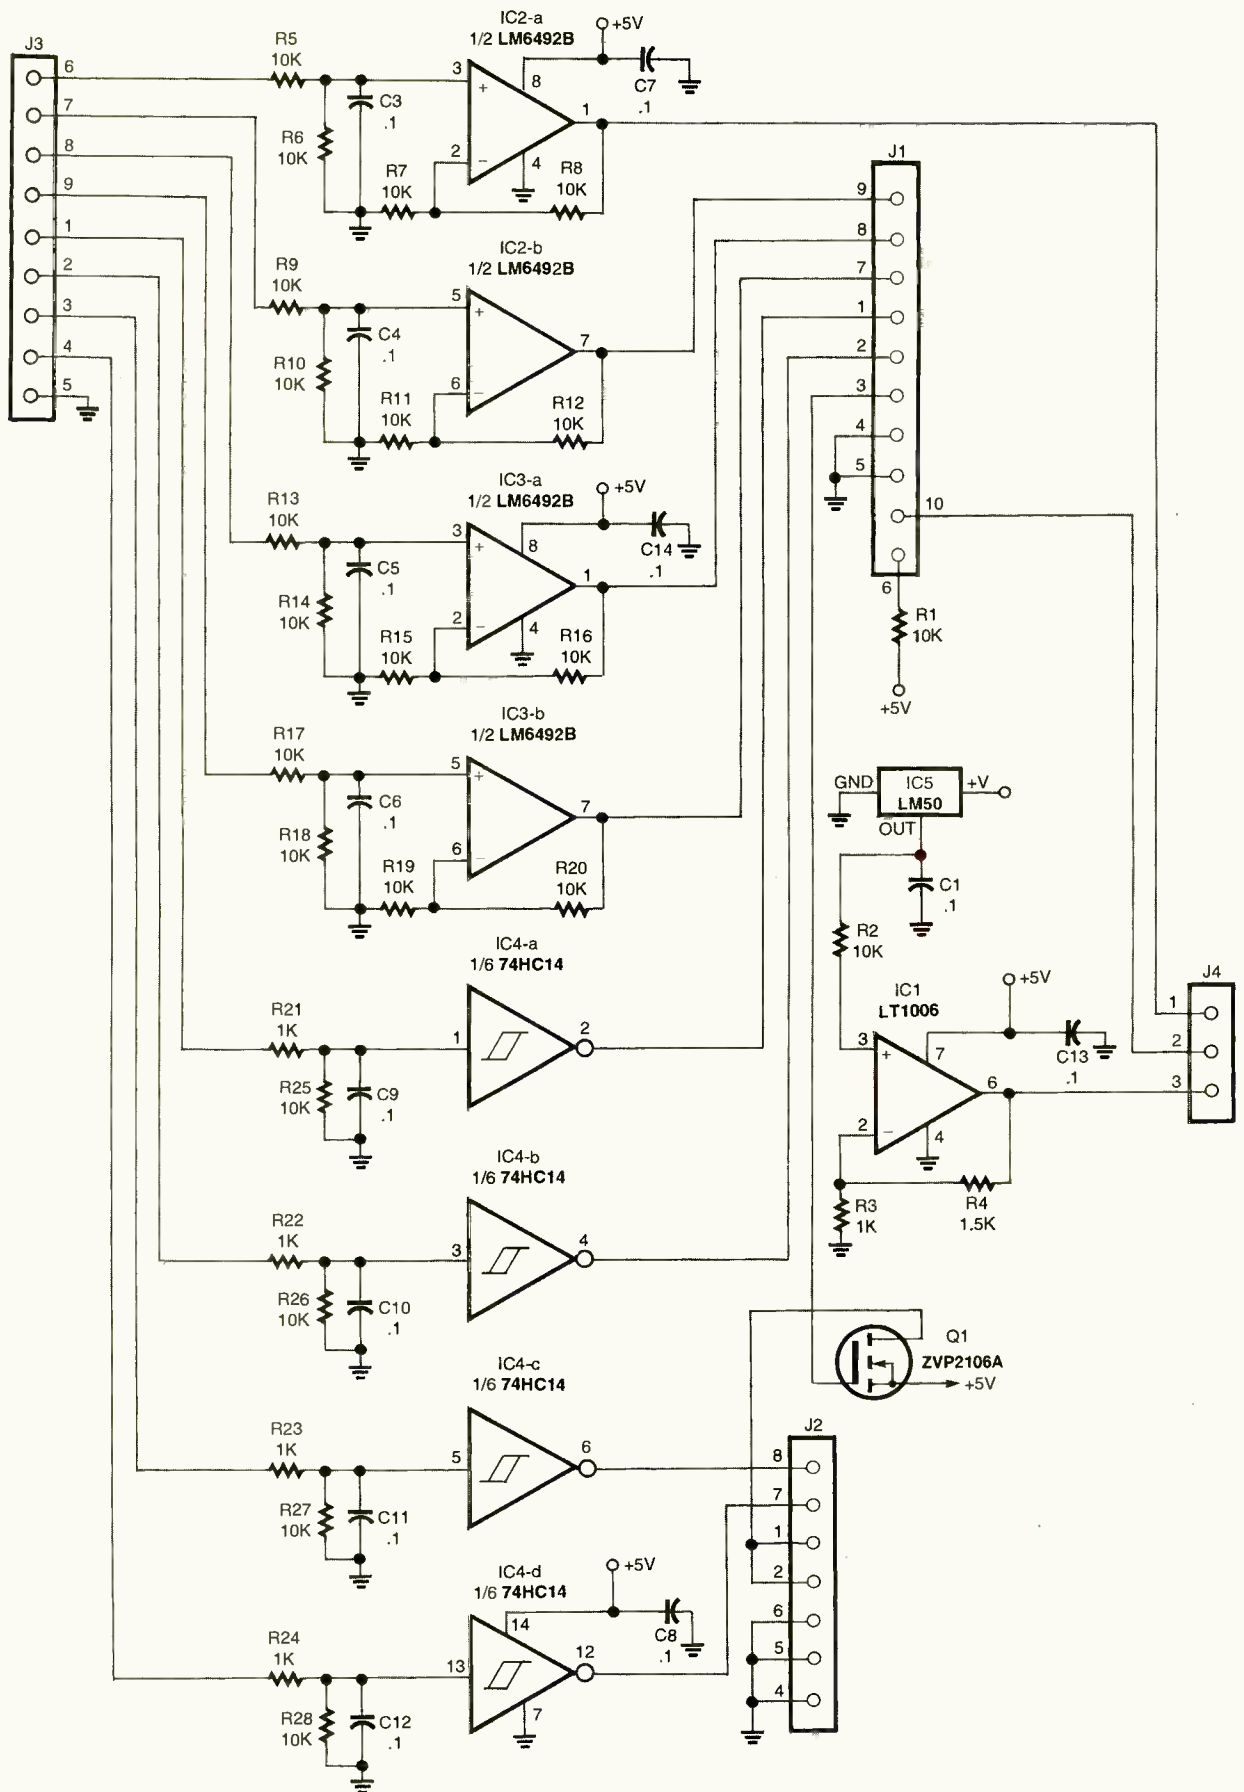 J3
6
7
8
9
1
2
3
4
5
R5
10K
R6
10K
C3
.1
R7
10K
IC2-a
1/2 LM6492B
3
+
2
−
8
4
1
+5V
C7
.1
R8
10K
R9
10K
R10
10K
C4
.1
R11
10K
IC2-b
1/2 LM6492B
5
+
6
−
7
R12
10K
R13
10K
R14
10K
C5
.1
R15
10K
IC3-a
1/2 LM6492B
3
+
2
−
8
4
1
+5V
C14
.1
R16
10K
R17
10K
R18
10K
C6
.1
R19
10K
IC3-b
1/2 LM6492B
5
+
6
−
7
R20
10K
R21
1K
R25
10K
C9
.1
IC4-a
1/6 74HC14
1
2
R22
1K
R26
10K
C10
.1
IC4-b
1/6 74HC14
3
4
R23
1K
R27
10K
C11
.1
IC4-c
1/6 74HC14
5
6
R24
1K
R28
10K
C12
.1
IC4-d
1/6 74HC14
13
14
7
12
+5V
C8
.1
J1
9
8
7
1
2
3
4
5
10
6
R1
10K
+5V
GND
IC5
LM50
+V
OUT
C1
.1
R2
10K
IC1
LT1006
3
+
2
−
7
4
6
+5V
C13
.1
R3
1K
R4
1.5K
J4
1
2
3
Q1
ZVP2106A
+5V
J2
8
7
1
2
6
5
4